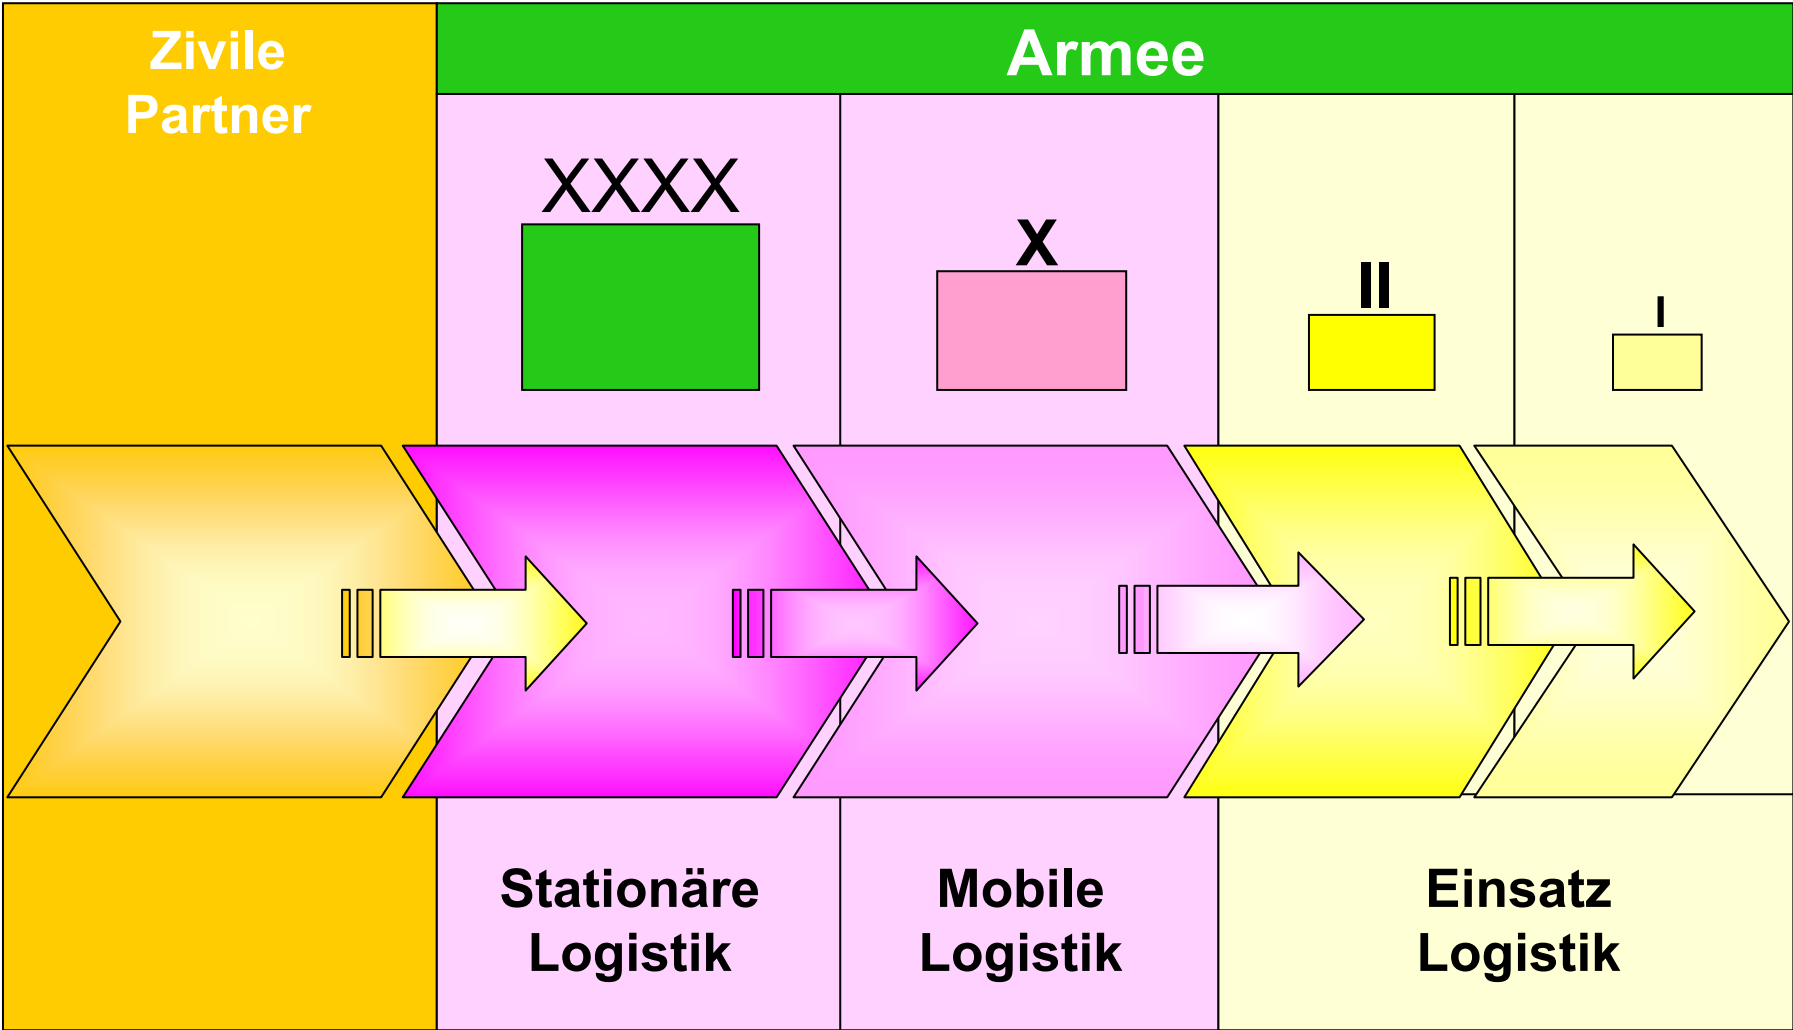 Zivile
Partner
Armee
XXXX
X
II
I
Stationäre
Logistik
Mobile
Logistik
Einsatz
Logistik